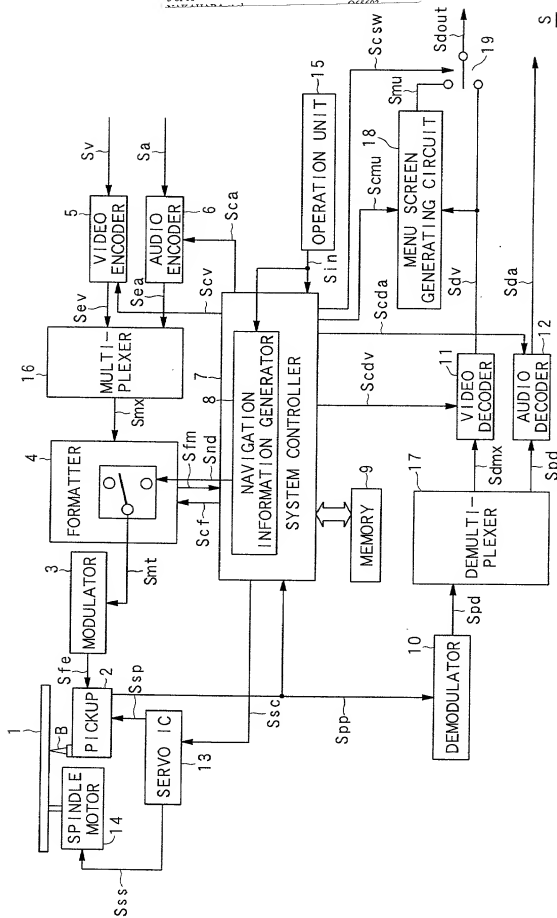 S
Sv
Sa
5
VIDEO
ENCODER
6
AUDIO
ENCODER
Sev
Sea
Scv
Sca
16
MULTI-
PLEXER
Smx
4
FORMATTER
Smt
3
MODULATOR
Sfe
2
PICKUP
B
1
SPINDLE
MOTOR
14
Sss
SERVO IC
13
Ssp
Ssc
Spp
Scf
Sfm
Snd
7
8
NAVIGATION
INFORMATION GENERATOR
SYSTEM CONTROLLER
9
MEMORY
15
OPERATION UNIT
Sin
Scsw
Scmu
18
MENU SCREEN
GENERATING CIRCUIT
Smu
19
Sdout
Scdv
Scda
Sdv
Sda
11
VIDEO
DECODER
12
AUDIO
DECODER
Sdmx
Spd
17
DEMULTI-
PLEXER
Spd
10
DEMODULATOR